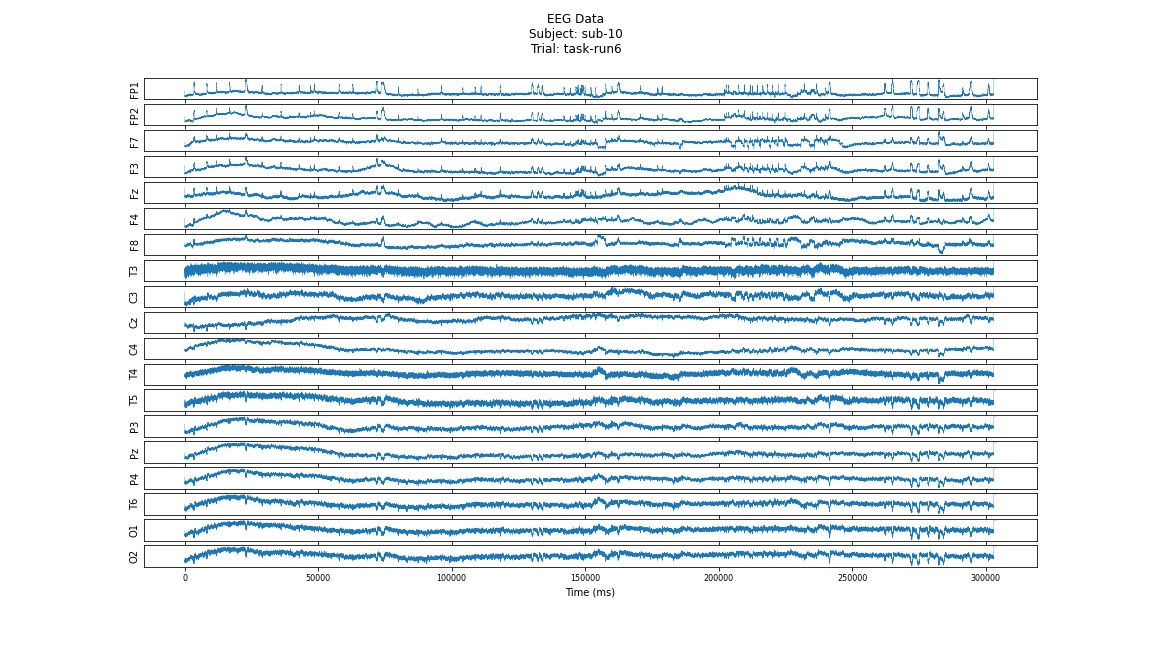 EEG Data
Subject: sub-10
Trial: task-run6
FP1
FP2
F7
F3
Fz
F4
F8
T3
C3
Cz
C4
T4
T5
P3
Pz
P4
T6
O1
O2
0 50000 100000 150000 200000 250000 300000
Time (ms)